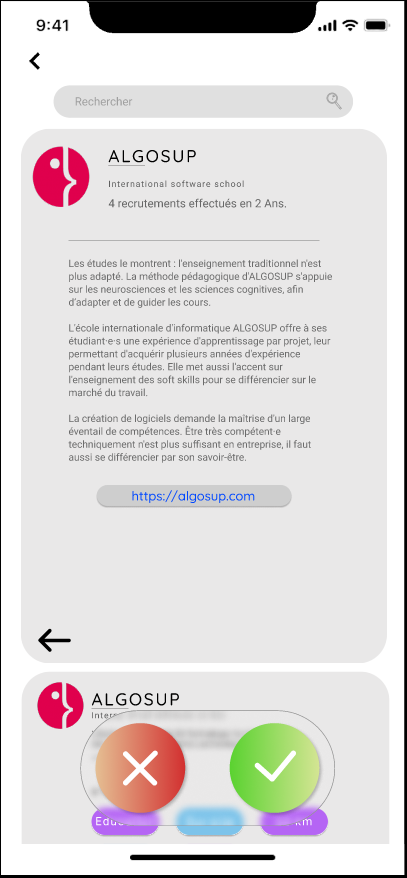 9:41
Rechercher
ALGOSUP
International software school
4 recrutements effectués en 2 Ans.
Les études le montrent : l'enseignement traditionnel n'est
plus adapté. La méthode pédagogique d'ALGOSUP s'appuie
sur les neurosciences et les sciences cognitives, afin
d'adapter et de guider les cours.
L'école internationale d'informatique ALGOSUP offre à ses
étudiant·e·s une expérience d'apprentissage par projet, leur
permettant d'acquérir plusieurs années d'expérience
pendant leurs études. Elle met aussi l'accent sur
l'enseignement des soft skills pour se différencier sur le
marché du travail.
La création de logiciels demande la maîtrise d'un large
éventail de compétences. Être très compétent·e
techniquement n'est plus suffisant en entreprise, il faut
aussi se différencier par son savoir-être.
https://algosup.com
ALGOSUP
km